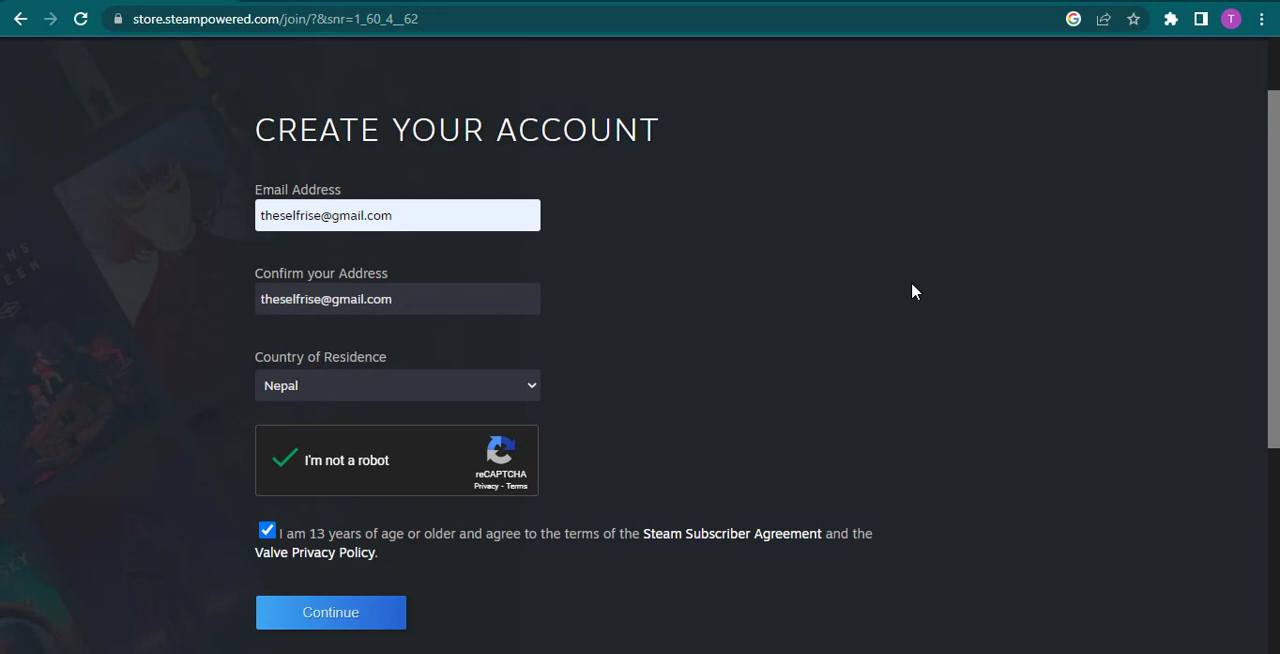 store.steampowered.com/join/?&snr=1_60_4__62
T
CREATE YOUR ACCOUNT
Email Address
theselfrise@gmail.com
Confirm your Address
theselfrise@gmail.com
Country of Residence
Nepal
I'm not a robot
reCAPTCHA
Privacy - Terms
I am 13 years of age or older and agree to the terms of the Steam Subscriber Agreement and the
Valve Privacy Policy.
Continue